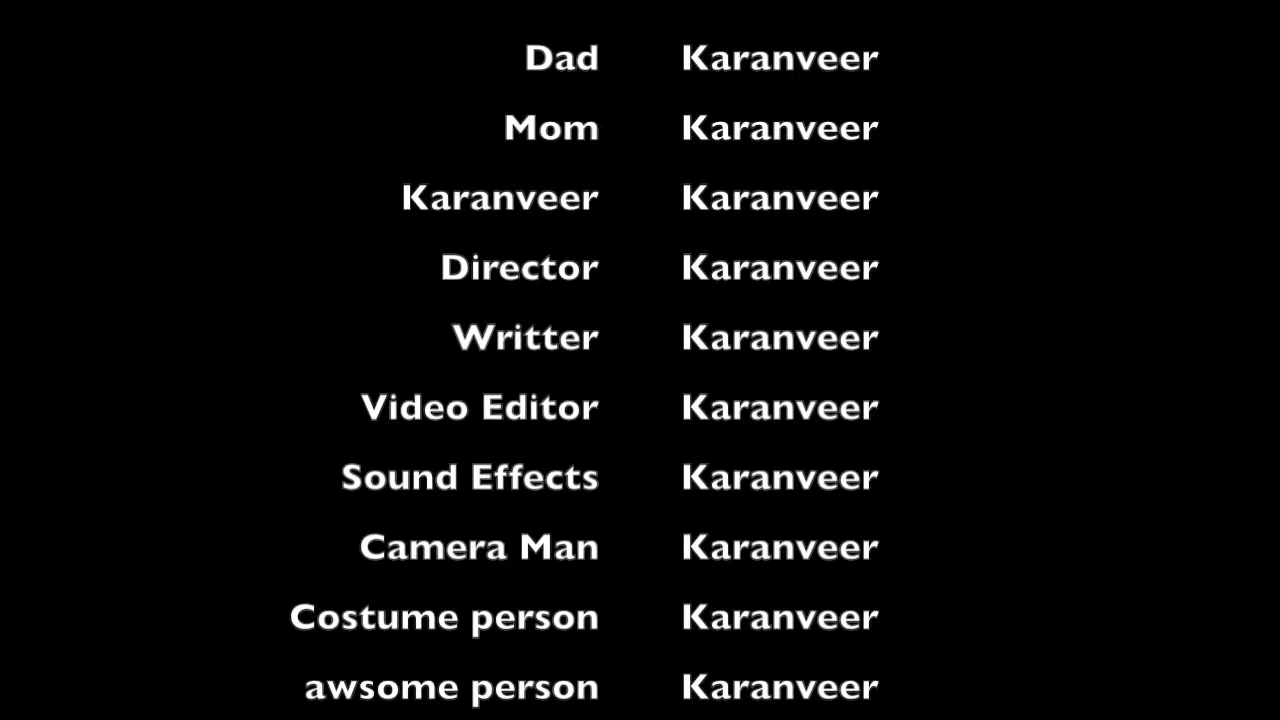 Dad Karanveer
Mom Karanveer
Karanveer Karanveer
Director Karanveer
Writter Karanveer
Video Editor Karanveer
Sound Effects Karanveer
Camera Man Karanveer
Costume person Karanveer
awsome person Karanveer